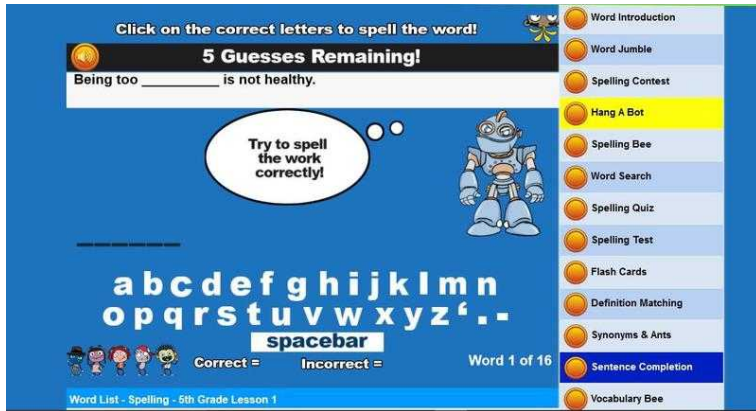 Click on the correct letters to spell the word!
5 Guesses Remaining!
Being too __________ is not healthy.
Try to spell
the work
correctly!
______
a b c d e f g h i j k l m n
o p q r s t u v w x y z ‘ . -
spacebar
Correct =
Incorrect =
Word 1 of 16
Word List - Spelling - 5th Grade Lesson 1
Word Introduction
Word Jumble
Spelling Contest
Hang A Bot
Spelling Bee
Word Search
Spelling Quiz
Spelling Test
Flash Cards
Definition Matching
Synonyms & Ants
Sentence Completion
Vocabulary Bee